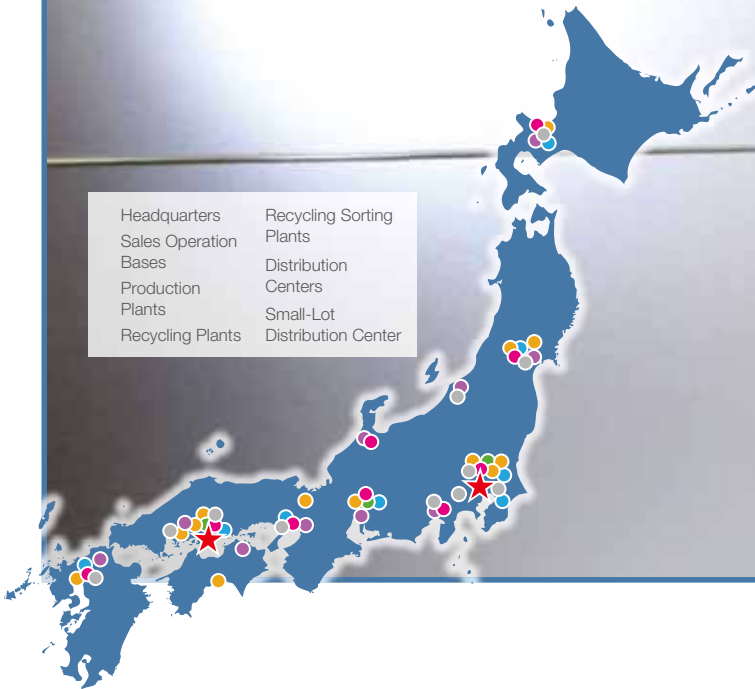 Headquarters
Sales Operation
Bases
Production
Plants
Recycling Plants
Recycling Sorting
Plants
Distribution
Centers
Small-Lot
Distribution Center